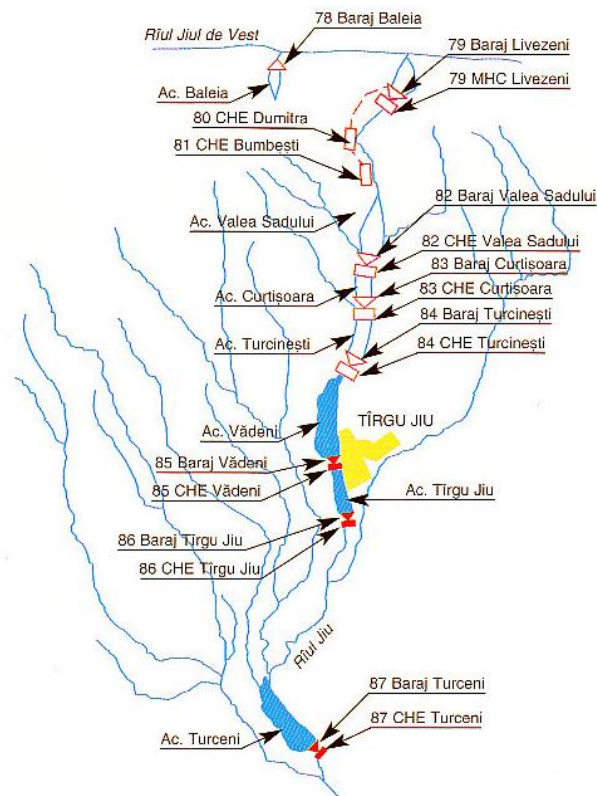 78 Baraj Baleia
Rîul Jiul de Vest
79 Baraj Livezeni
79 MHC Livezeni
Ac. Baleia
80 CHE Dumitra
81 CHE Bumbești
82 Baraj Valea Sadului
Ac. Valea Sadului
82 CHE Valea Sadului
83 Baraj Curtișoara
83 CHE Curtișoara
Ac. Curtișoara
84 Baraj Turcinești
84 CHE Turcinești
Ac. Turcinești
TÎRGU JIU
Ac. Vădeni
85 Baraj Vădeni
85 CHE Vădeni
Ac. Tîrgu Jiu
86 Baraj Tîrgu Jiu
86 CHE Tîrgu Jiu
Rîul Jiu
87 Baraj Turceni
87 CHE Turceni
Ac. Turceni